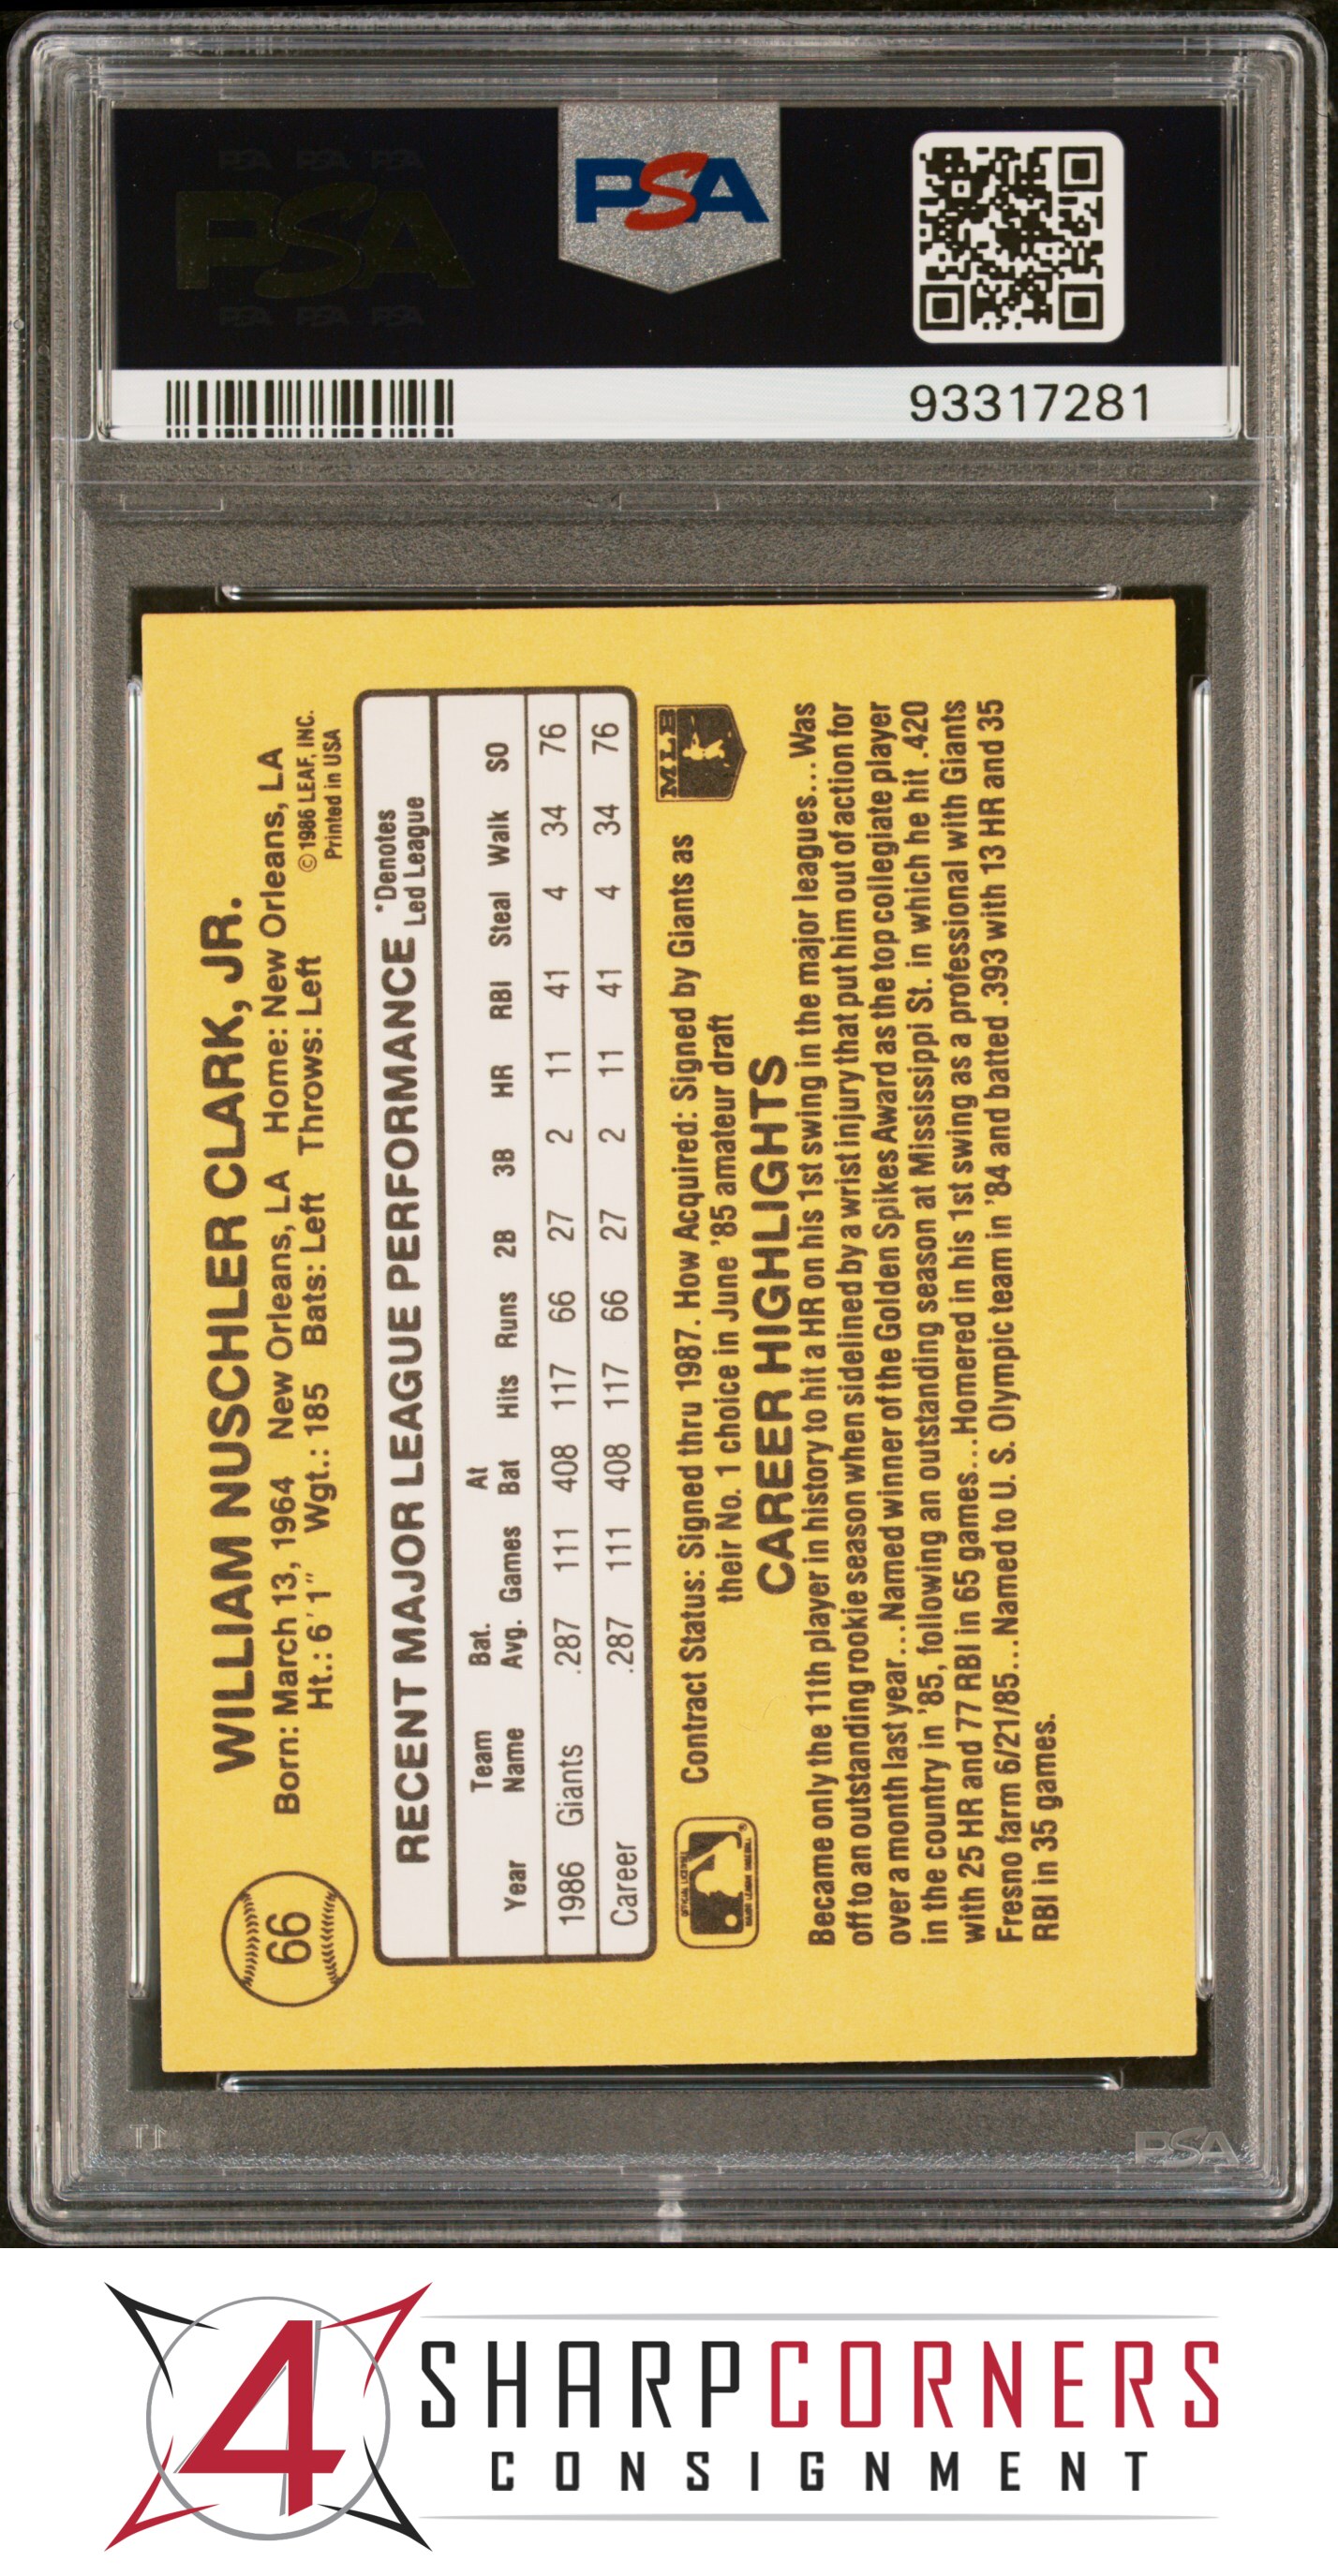 PSA PSA PSA
PSA
PSA PSA PSA
PSA
93317281
66
WILLIAM NUSCHLER CLARK, JR.
Born: March 13, 1964 New Orleans, LA Home: New Orleans, LA
Ht.: 6′1″ Wgt.: 185 Bats: Left Throws: Left
© 1986 LEAF, INC.
Printed in USA
RECENT MAJOR LEAGUE PERFORMANCE *Denotes Led League
Year Team Name Bat. Avg. Games At Bat Hits Runs 2B 3B HR RBI Steal Walk SO
1986 Giants .287 111 408 117 66 27 2 11 41 4 34 76
Career .287 111 408 117 66 27 2 11 41 4 34 76
MLB
Contract Status: Signed thru 1987. How Acquired: Signed by Giants as
their No. 1 choice in June '85 amateur draft
CAREER HIGHLIGHTS
Became only the 11th player in history to hit a HR on his 1st swing in the major leagues...Was
off to an outstanding rookie season when sidelined by a wrist injury that put him out of action for
over a month last year...Named winner of the Golden Spikes Award as the top collegiate player
in the country in '85, following an outstanding season at Mississippi St. in which he hit .420
with 25 HR and 77 RBI in 65 games...Homered in his 1st swing as a professional with Giants
Fresno farm 6/21/85...Named to U. S. Olympic team in '84 and batted .393 with 13 HR and 35
RBI in 35 games.
PSA
4
SHARPCORNERS
CONSIGNMENT